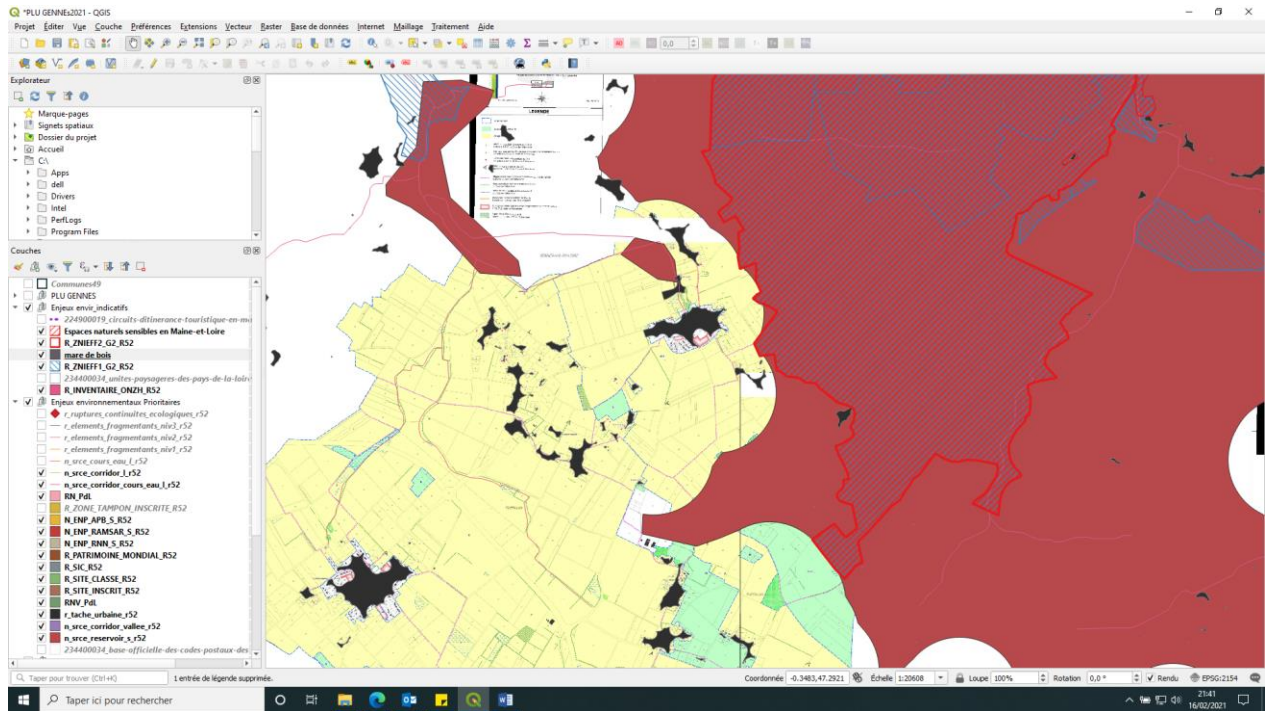 *PLU GENNEs2021 - QGIS
Projet Éditer Vue Couche Préférences Extensions Vecteur Raster Base de données Internet Maillage Traitement Aide
0,0
Explorateur
Marque-pages
Signets spatiaux
Dossier du projet
Accueil
C:\
Apps
dell
Drivers
Intel
PerfLogs
Program Files
Couches
Communes49
PLU GENNES
Enjeux envir_indicatifs
224900019_circuits-ditinerance-touristique-en-m
Espaces naturels sensibles en Maine-et-Loire
R_ZNIEFF2_G2_R52
mare de bois
R_ZNIEFF1_G2_R52
234400034_unites-paysageres-des-pays-de-la-loir
R_INVENTAIRE_ONZH_R52
Enjeux environnementaux Prioritaires
r_ruptures_continuites_ecologiques_r52
r_elements_fragmentants_niv3_r52
r_elements_fragmentants_niv2_r52
r_elements_fragmentants_niv1_r52
n_srce_cours_eau_l_r52
n_srce_corridor_l_r52
n_srce_corridor_cours_eau_l_r52
RN_PdL
R_ZONE_TAMPON_INSCRITE_R52
N_ENP_APB_S_R52
N_ENP_RAMSAR_S_R52
N_ENP_RNN_S_R52
R_PATRIMOINE_MONDIAL_R52
R_SIC_R52
R_SITE_CLASSE_R52
R_SITE_INSCRIT_R52
RNV_PdL
r_tache_urbaine_r52
n_srce_corridor_vallee_r52
n_srce_reservoir_s_r52
234400034_base-officielle-des-codes-postaux-des
LEGENDE
Taper pour trouver (Ctrl+K)
1 entrée de légende supprimée.
Coordonnée -0.3483,47.2921 Échelle 1:20608 Loupe 100% Rotation 0,0 ° Rendu EPSG:2154
Taper ici pour rechercher
21:41
16/02/2021